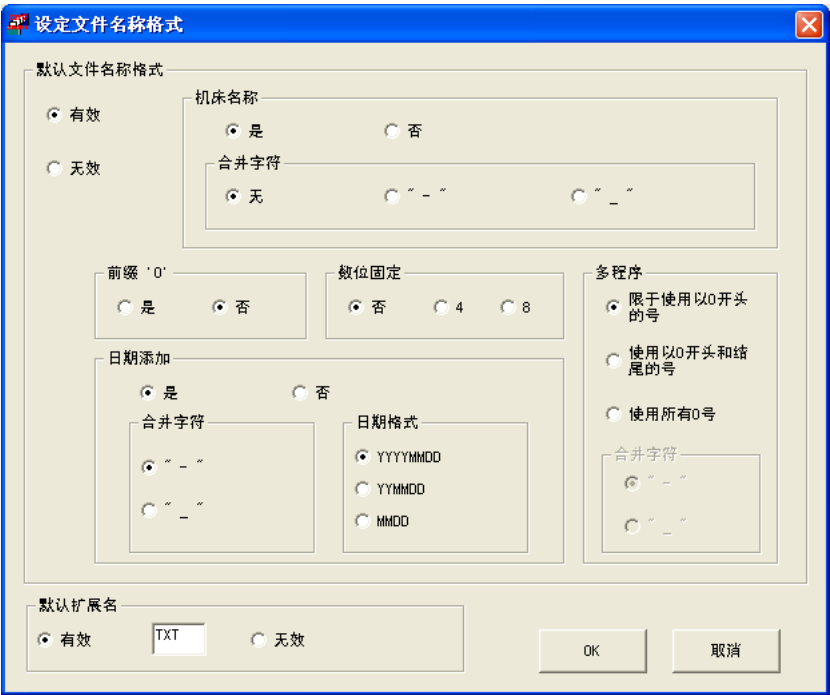 设定文件名称格式
默认文件名称格式
有效
无效
机床名称
是 否
合并字符
无 " - " " _ "
前缀 'O'
是 否
数位固定
否 4 8
多程序
限于使用以O开头
的号
使用以O开头和结
尾的号
使用所有O号
合并字符
" - "
" _ "
日期添加
是 否
合并字符
" - "
" _ "
日期格式
YYYYMMDD
YYMMDD
MMDD
默认扩展名
有效 TXT 无效
OK 取消